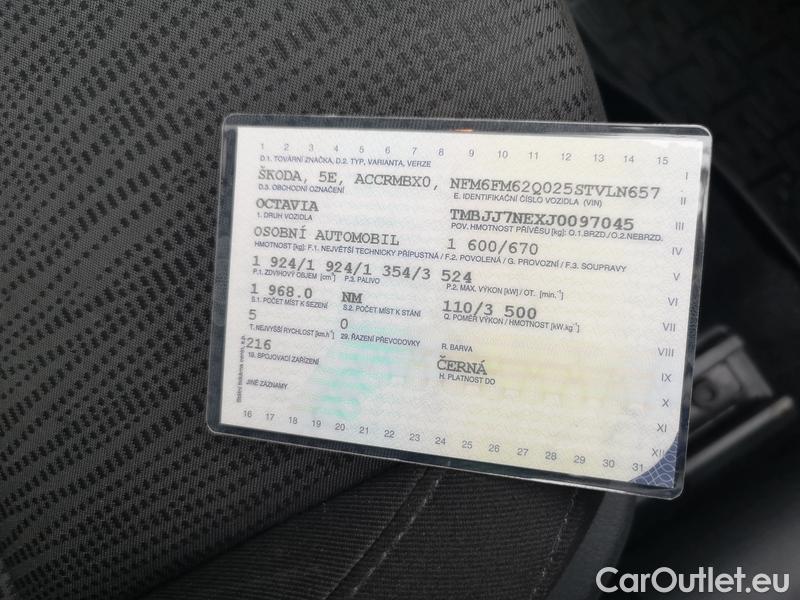 1 2 3 4 5 6 7 8 9 10 11 12 13 14 15
D.1. TOVÁRNÍ ZNAČKA, D.2. TYP, VARIANTA, VERZE
I
ŠKODA, 5E, ACCRMBX0, NFM6FM62Q025STVLN657
II
D.3. OBCHODNÍ OZNAČENÍ E. IDENTIFIKAČNÍ ČÍSLO VOZIDLA (VIN)
OCTAVIA TMBJJ7NEXJ0097045
III
1. DRUH VOZIDLA POV. HMOTNOST PŘÍVĚSU [kg]: O.1.BRZD./O.2.NEBRZD.
OSOBNÍ AUTOMOBIL 1 600/670
IV
HMOTNOST [kg]: F.1. NEJVĚTŠÍ TECHNICKY PŘÍPUSTNÁ / F.2. POVOLENÁ / G. PROVOZNÍ / F.3. SOUPRAVY
1 924/1 924/1 354/3 524
V
P.1. ZDVIHOVÝ OBJEM [cm³] P.3. PALIVO P.2. MAX. VÝKON [kW] / OT. [min.⁻¹]
1 968.0 NM 110/3 500
VI
S.1. POČET MÍST K SEZENÍ S.2. POČET MÍST K STÁNÍ Q. POMĚR VÝKON / HMOTNOST [kW.kg⁻¹]
5 0
VII
T. NEJVYŠŠÍ RYCHLOST [km.h⁻¹] 29. ŘAZENÍ PŘEVODOVKY R. BARVA
216 ČERNÁ
VIII
18. SPOJOVACÍ ZAŘÍZENÍ H. PLATNOST DO
IX
JINÉ ZÁZNAMY
X
XI
XII
16 17 18 19 20 21 22 23 24 25 26 27 28 29 30 31
CarOutlet.eu